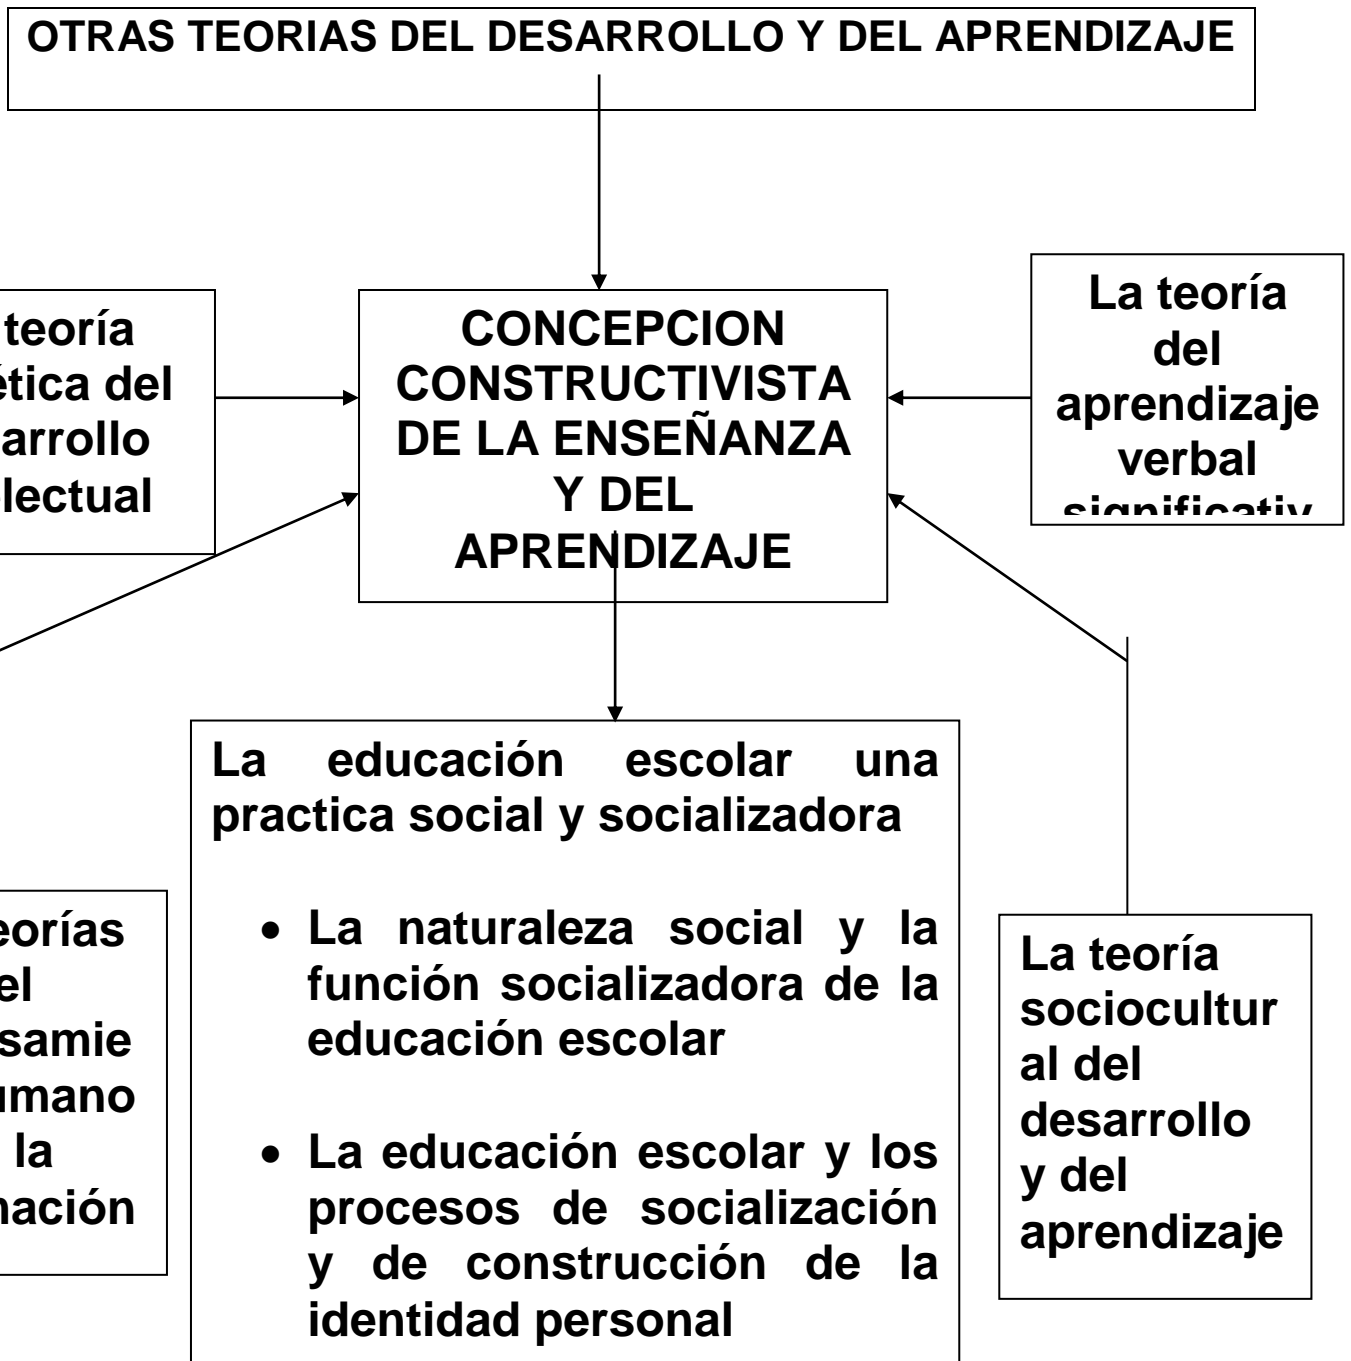 OTRAS TEORIAS DEL DESARROLLO Y DEL APRENDIZAJE
teoría
ética del
arrollo
lectual
CONCEPCION
CONSTRUCTIVISTA
DE LA ENSEÑANZA
Y DEL
APRENDIZAJE
La teoría
del
aprendizaje
verbal
significativ
La educación escolar una
practica social y socializadora
• La naturaleza social y la
función socializadora de la
educación escolar
• La educación escolar y los
procesos de socialización
y de construcción de la
identidad personal
eorías
el
samie
umano
la
mación
La teoría
sociocultur
al del
desarrollo
y del
aprendizaje